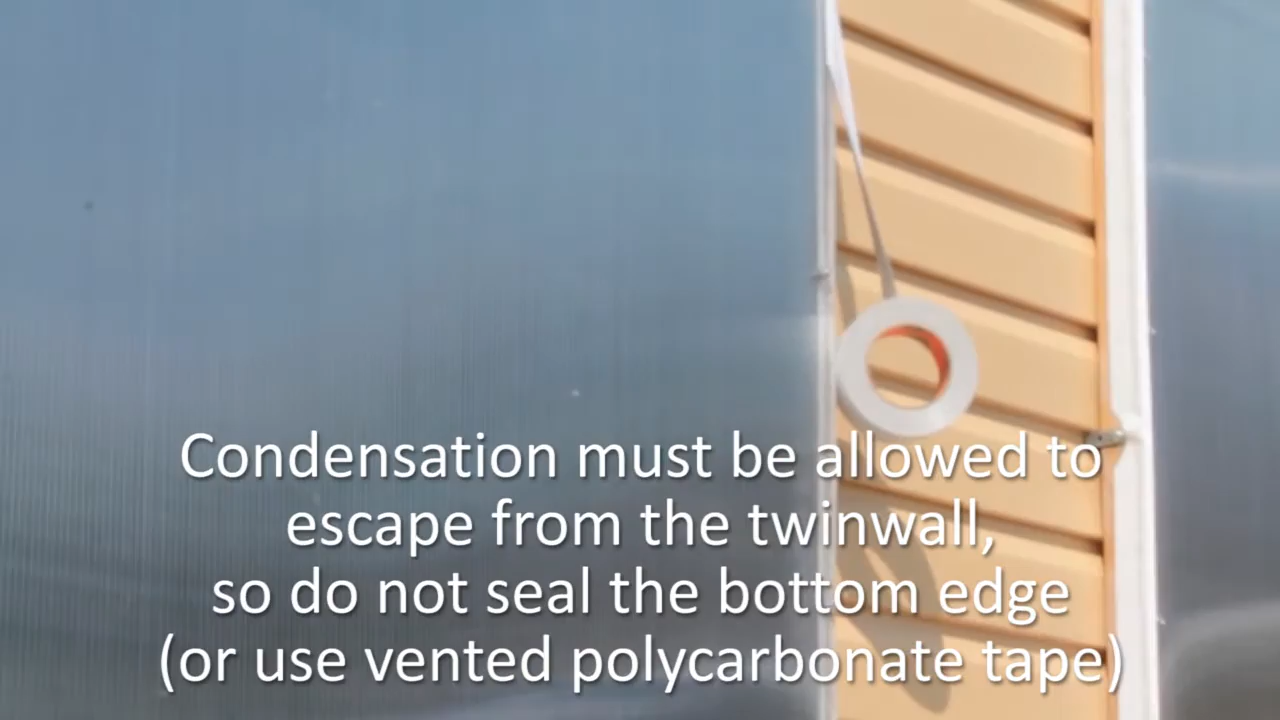 Condensation must be allowed to
escape from the twinwall,
so do not seal the bottom edge
(or use vented polycarbonate tape)